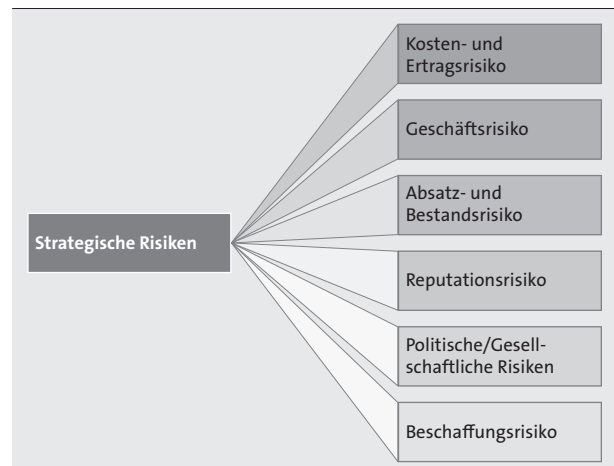 Kosten- und
Ertragsrisiko
Geschäftsrisiko
Absatz- und
Bestandsrisiko
Strategische Risiken
Reputationsrisiko
Politische/Gesell-
schaftliche Risiken
Beschaffungsrisiko